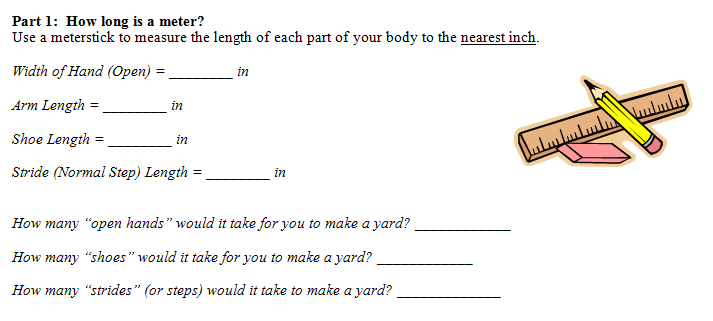 Part 1:  How long is a meter?
Use a meterstick to measure the length of each part of your body to the nearest inch.
Width of Hand (Open) = ________ in
Arm Length = ________ in
Shoe Length = ________ in
Stride (Normal Step) Length = ________ in
How many “open hands” would it take for you to make a yard? ____________
How many “shoes” would it take for you to make a yard? ____________
How many “strides” (or steps) would it take to make a yard? _____________